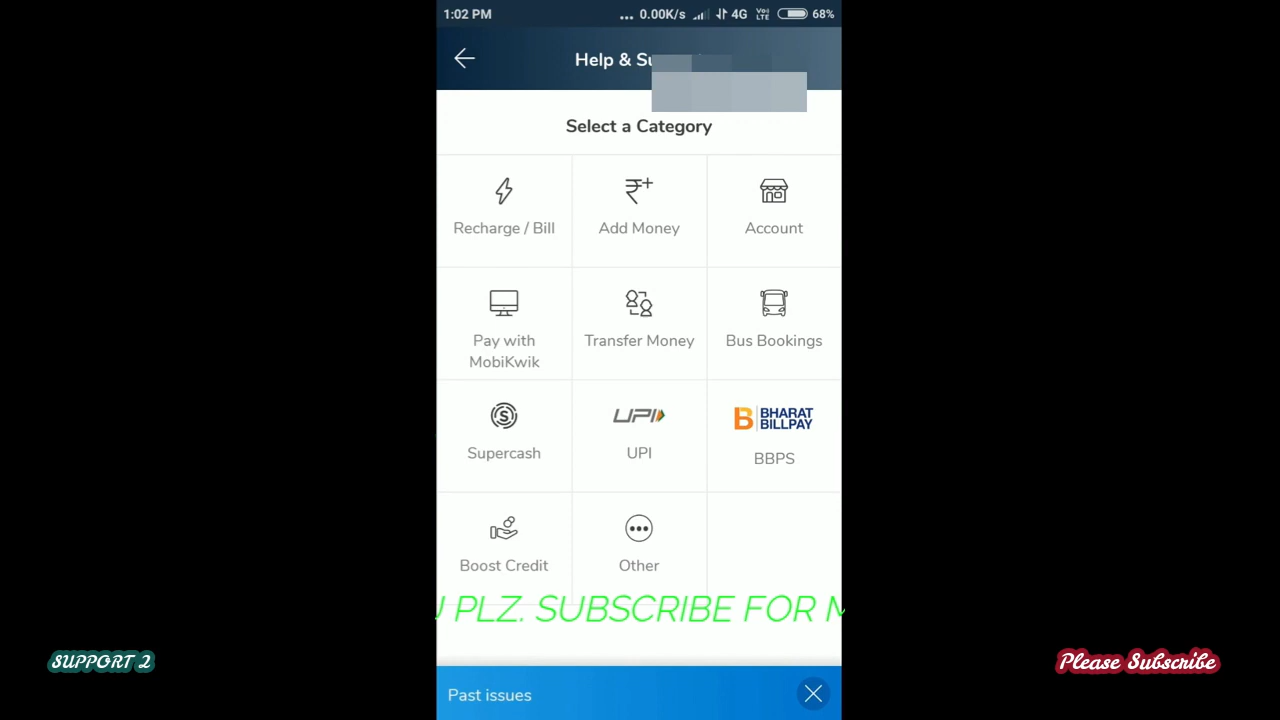 1:02 PM
... 0.00K/s 4G VoLTE 68%
Help & Su
Select a Category
Recharge / Bill
Add Money
Account
Pay with
MobiKwik
Transfer Money
Bus Bookings
Supercash
UPI
UPI
B BHARAT
BILLPAY
BBPS
Boost Credit
Other
PLZ. SUBSCRIBE FOR
SUPPORT 2
Please Subscribe
Past issues